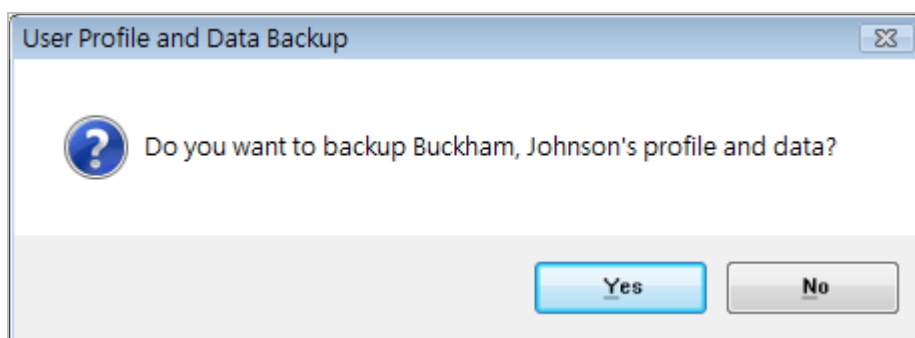 User Profile and Data Backup
Do you want to backup Buckham, Johnson's profile and data?
Yes
No